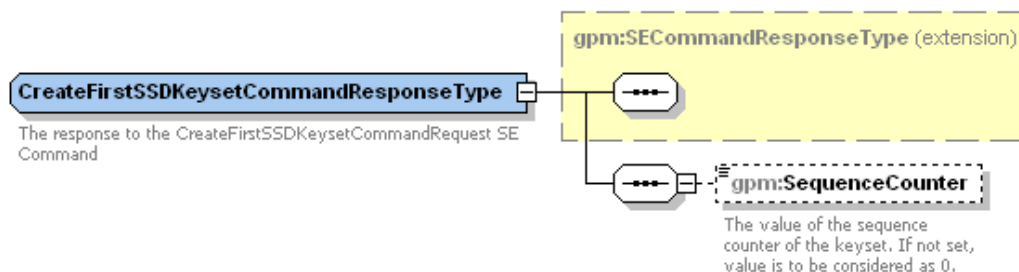 gpm:SECommandResponseType (extension)
CreateFirstSSDKeysetCommandResponseType
The response to the CreateFirstSSDKeysetCommandRequest SE
Command
gpm:SequenceCounter
The value of the sequence
counter of the keyset. If not set,
value is to be considered as 0.